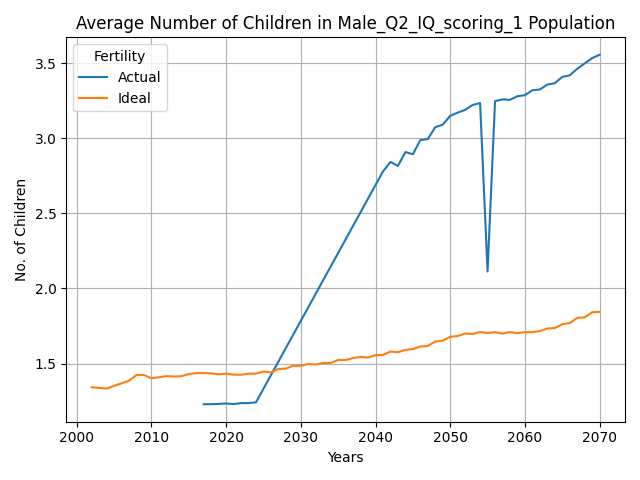 Average Number of Children in Male_Q2_IQ_scoring_1 Population
Fertility
Actual
Ideal
No. of Children
3.5
3.0
2.5
2.0
1.5
2000 2010 2020 2030 2040 2050 2060 2070
Years